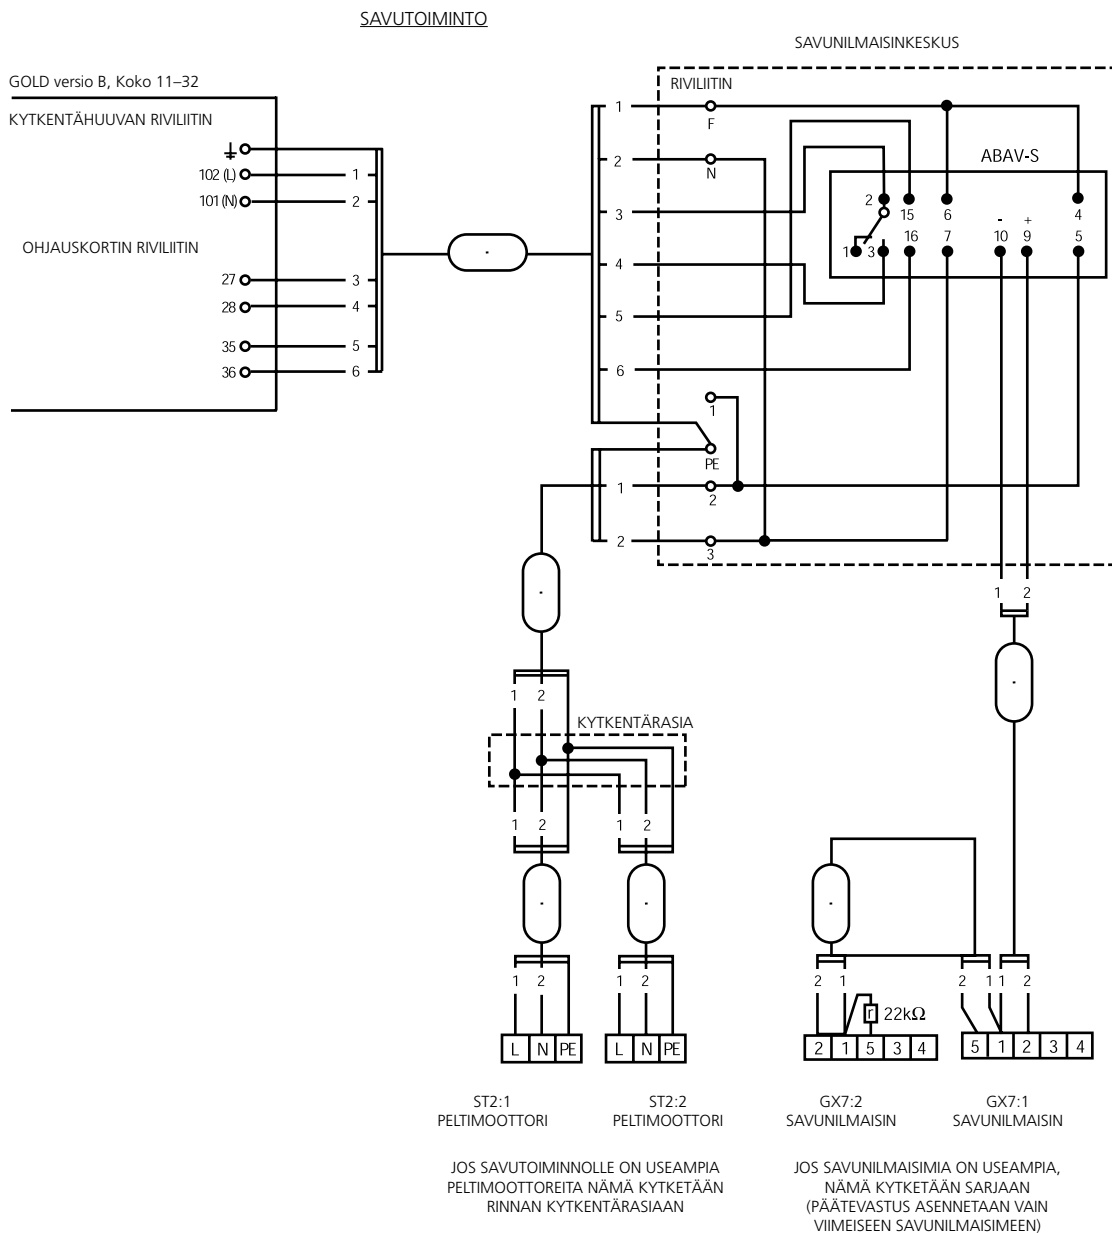 SAVUTOIMINTO
SAVUNILMAISINKESKUS
GOLD versio B, Koko 11–32
RIVILIITIN
KYTKENTÄHUUVAN RIVILIITIN
102 (L)
1
101 (N)
2
OHJAUSKORTIN RIVILIITIN
27
3
28
4
35
5
36
6
1
F
2
N
3
4
5
6
ABAV-S
2
15
6
4
- +
1
3
16
7
10
9
5
1
PE
1
2
2
3
1 2
1 2
KYTKENTÄRASIA
1 2
1 2
1 2
1 2
L N PE
L N PE
2 1
r 22kΩ
2 1 5 3 4
2 1 1 2
5 1 2 3 4
ST2:1
PELTIMOOTTORI
ST2:2
PELTIMOOTTORI
GX7:2
SAVUNILMAISIN
GX7:1
SAVUNILMAISIN
JOS SAVUTOIMINNOLLE ON USEAMPIA
PELTIMOOTTOREITA NÄMÄ KYTKETÄÄN
RINNAN KYTKENTÄRASIAAN
JOS SAVUNILMAISIMIA ON USEAMPIA,
NÄMÄ KYTKETÄÄN SARJAAN
(PÄÄTEVASTUS ASENNETAAN VAIN
VIIMEISEEN SAVUNILMAISIMEEN)